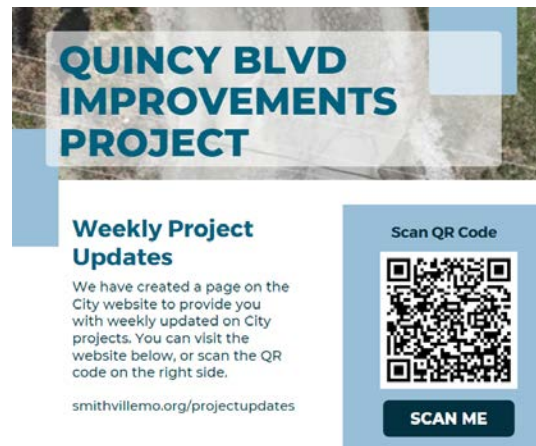 QUINCY BLVD
IMPROVEMENTS
PROJECT
Weekly Project
Updates
We have created a page on the
City website to provide you
with weekly updated on City
projects. You can visit the
website below, or scan the QR
code on the right side.
smithvillemo.org/projectupdates
Scan QR Code
SCAN ME